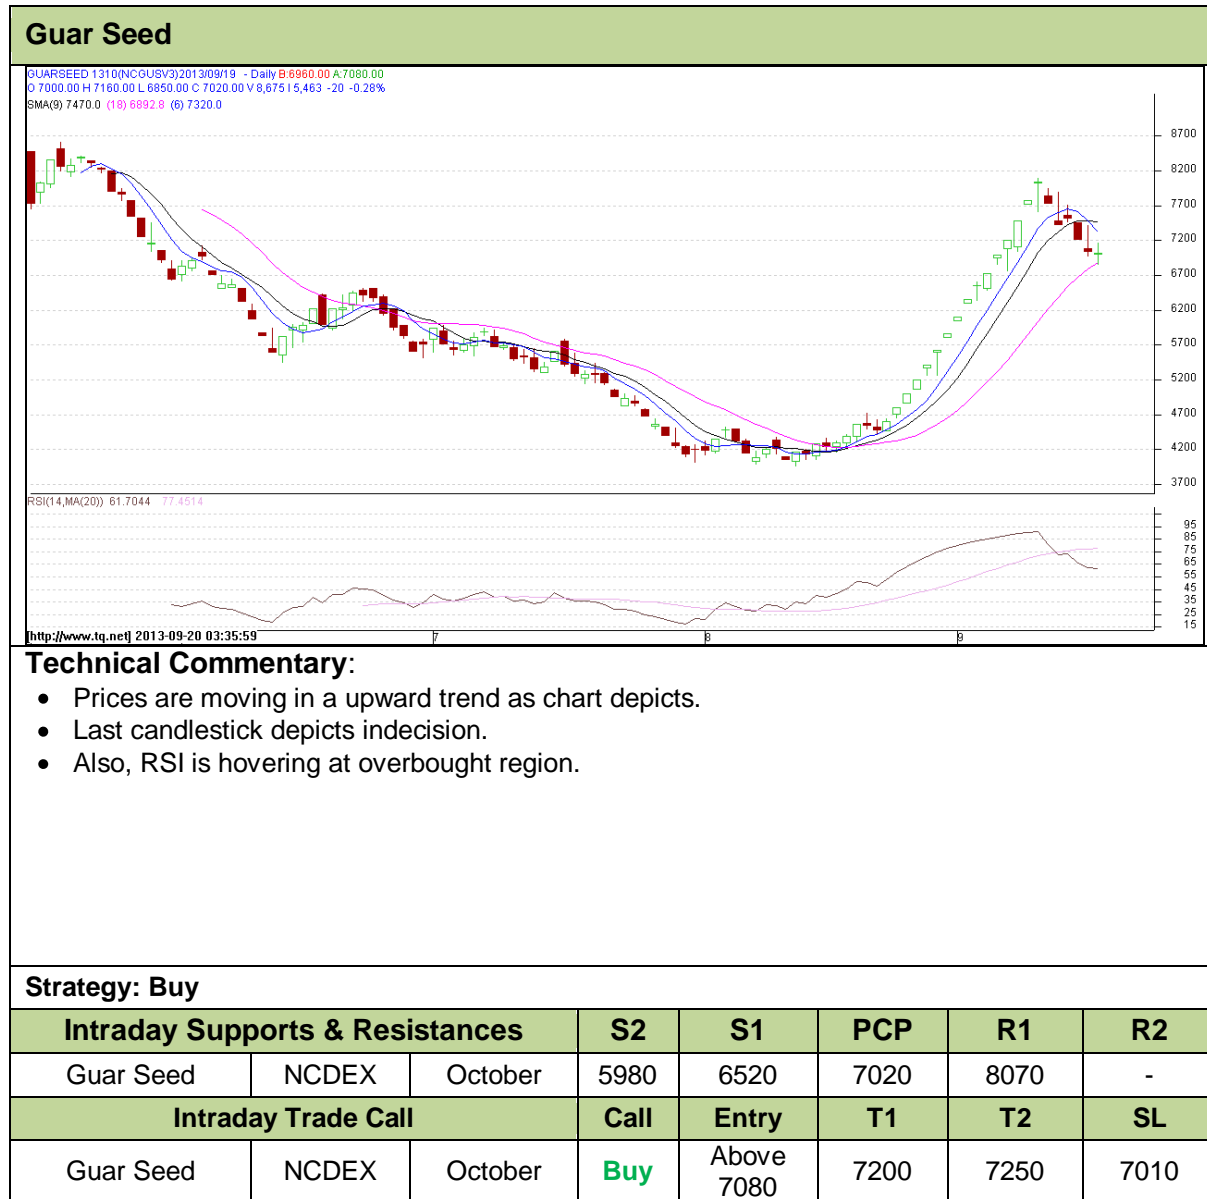 Guar Seed
GUARSEED 1310(NCGUSV3)2013/09/19 - Daily B:6960.00 A:7080.00
O 7000.00 H 7160.00 L 6850.00 C 7020.00 V 8,675 I 5,463 -20 -0.28%
SMA(9) 7470.0 (18) 6892.8 (6) 7320.0
8700
8200
7700
7200
6700
6200
5700
5200
4700
4200
3700
RSI(14,MA(20)) 61.7044 77.4514
95
85
75
65
55
45
35
25
15
[http://www.tq.net] 2013-09-20 03:35:59
7
8
9
Technical Commentary:
• Prices are moving in a upward trend as chart depicts.
• Last candlestick depicts indecision.
• Also, RSI is hovering at overbought region.
Strategy: Buy
Intraday Supports & Resistances S2 S1 PCP R1 R2
Guar Seed NCDEX October 5980 6520 7020 8070 -
Intraday Trade Call Call Entry T1 T2 SL
Guar Seed NCDEX October Buy Above 7080 7200 7250 7010